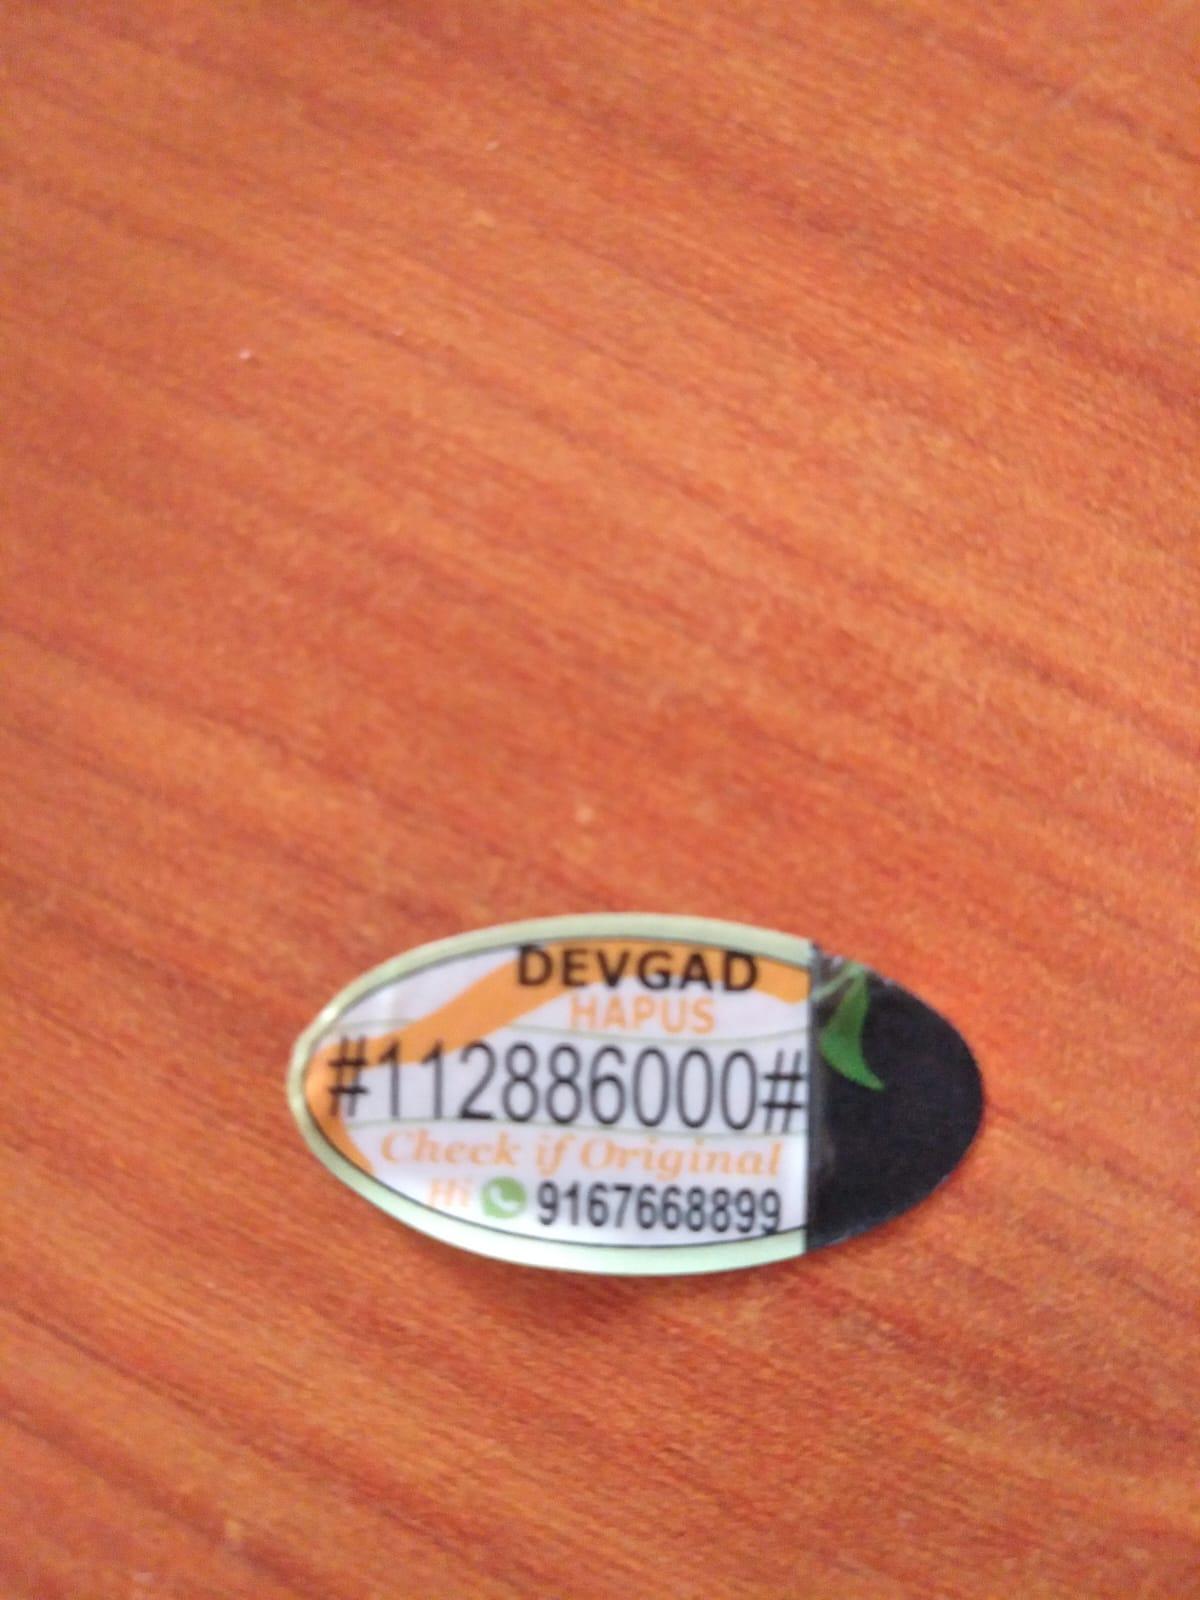 DEVGAD
HAPUS
#112886000#
Check if Original
Hi 9167668899